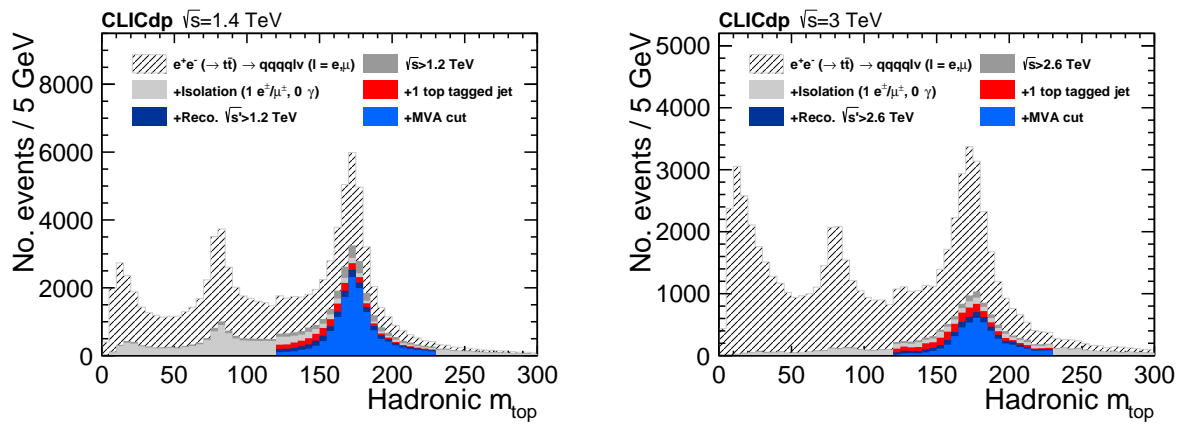 CLICdp √s=1.4 TeV
No. events / 5 GeV
8000
6000
4000
2000
0
e⁺e⁻ (→ tt̄) → qqqqlν (l = e,μ)
+Isolation (1 e±/μ±, 0 γ)
+Reco. √s'>1.2 TeV
√s>1.2 TeV
+1 top tagged jet
+MVA cut
0 50 100 150 200 250 300
Hadronic m_top
CLICdp √s=3 TeV
No. events / 5 GeV
5000
4000
3000
2000
1000
0
e⁺e⁻ (→ tt̄) → qqqqlν (l = e,μ)
+Isolation (1 e±/μ±, 0 γ)
+Reco. √s'>2.6 TeV
√s>2.6 TeV
+1 top tagged jet
+MVA cut
0 50 100 150 200 250 300
Hadronic m_top